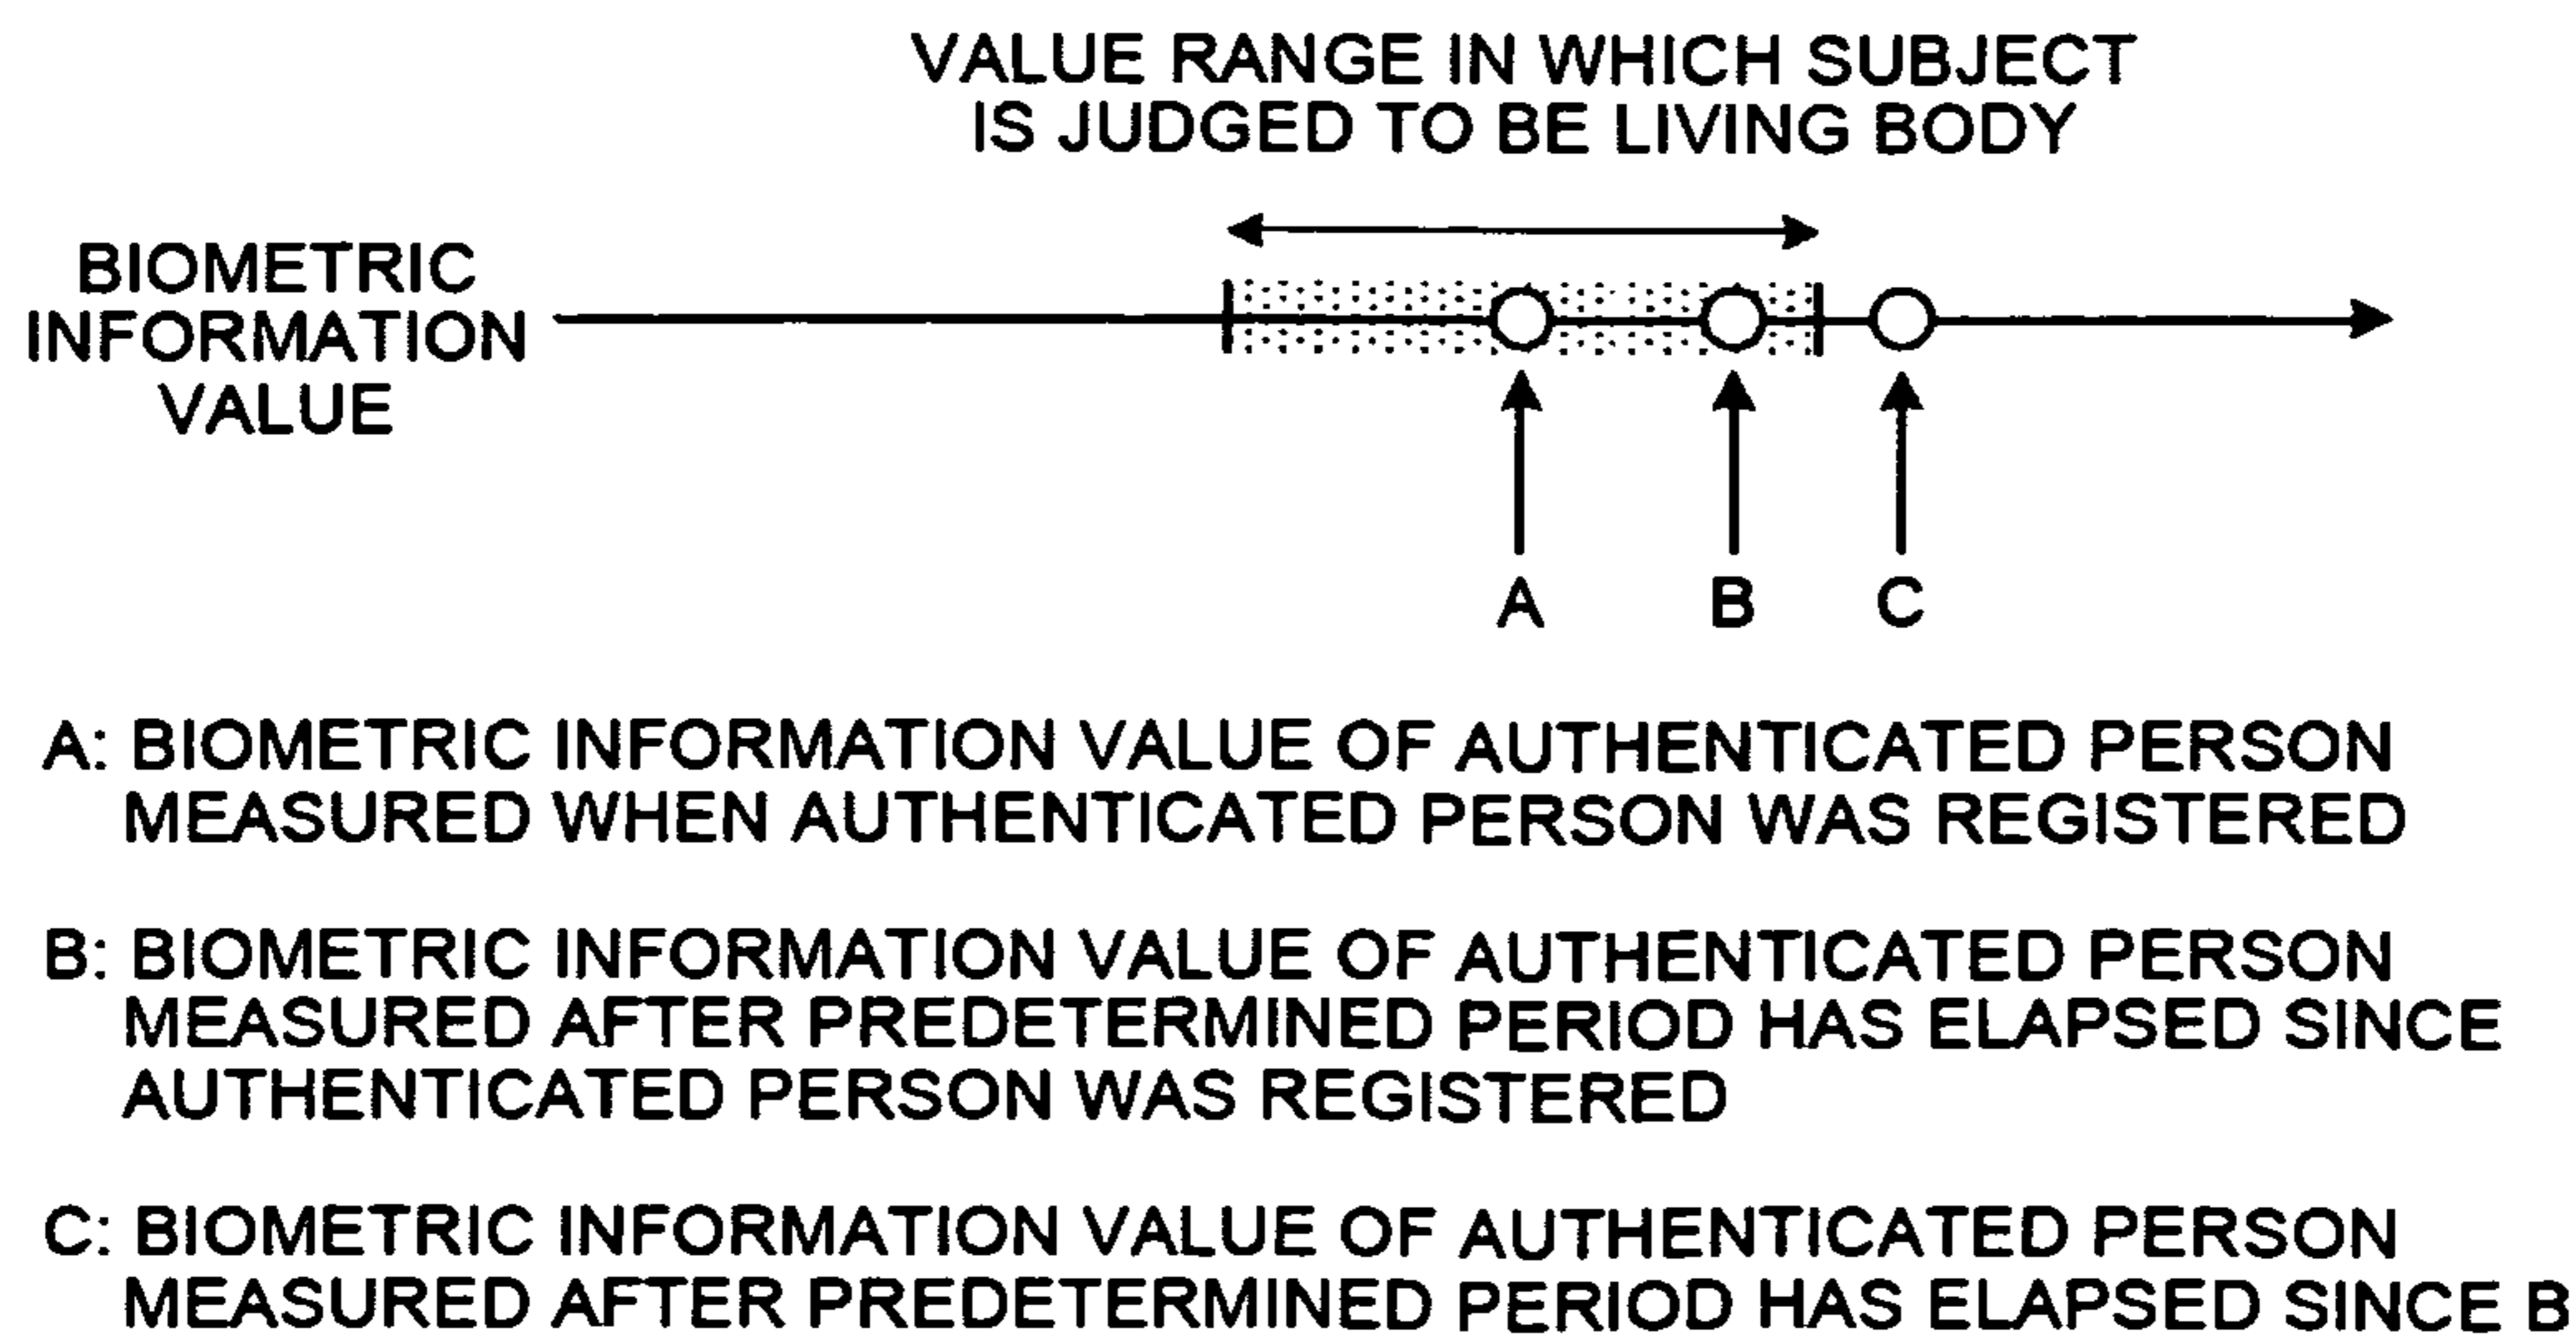 VALUE RANGE IN WHICH SUBJECT
IS JUDGED TO BE LIVING BODY
BIOMETRIC
INFORMATION
VALUE
A B C
A: BIOMETRIC INFORMATION VALUE OF AUTHENTICATED PERSON
MEASURED WHEN AUTHENTICATED PERSON WAS REGISTERED
B: BIOMETRIC INFORMATION VALUE OF AUTHENTICATED PERSON
MEASURED AFTER PREDETERMINED PERIOD HAS ELAPSED SINCE
AUTHENTICATED PERSON WAS REGISTERED
C: BIOMETRIC INFORMATION VALUE OF AUTHENTICATED PERSON
MEASURED AFTER PREDETERMINED PERIOD HAS ELAPSED SINCE B